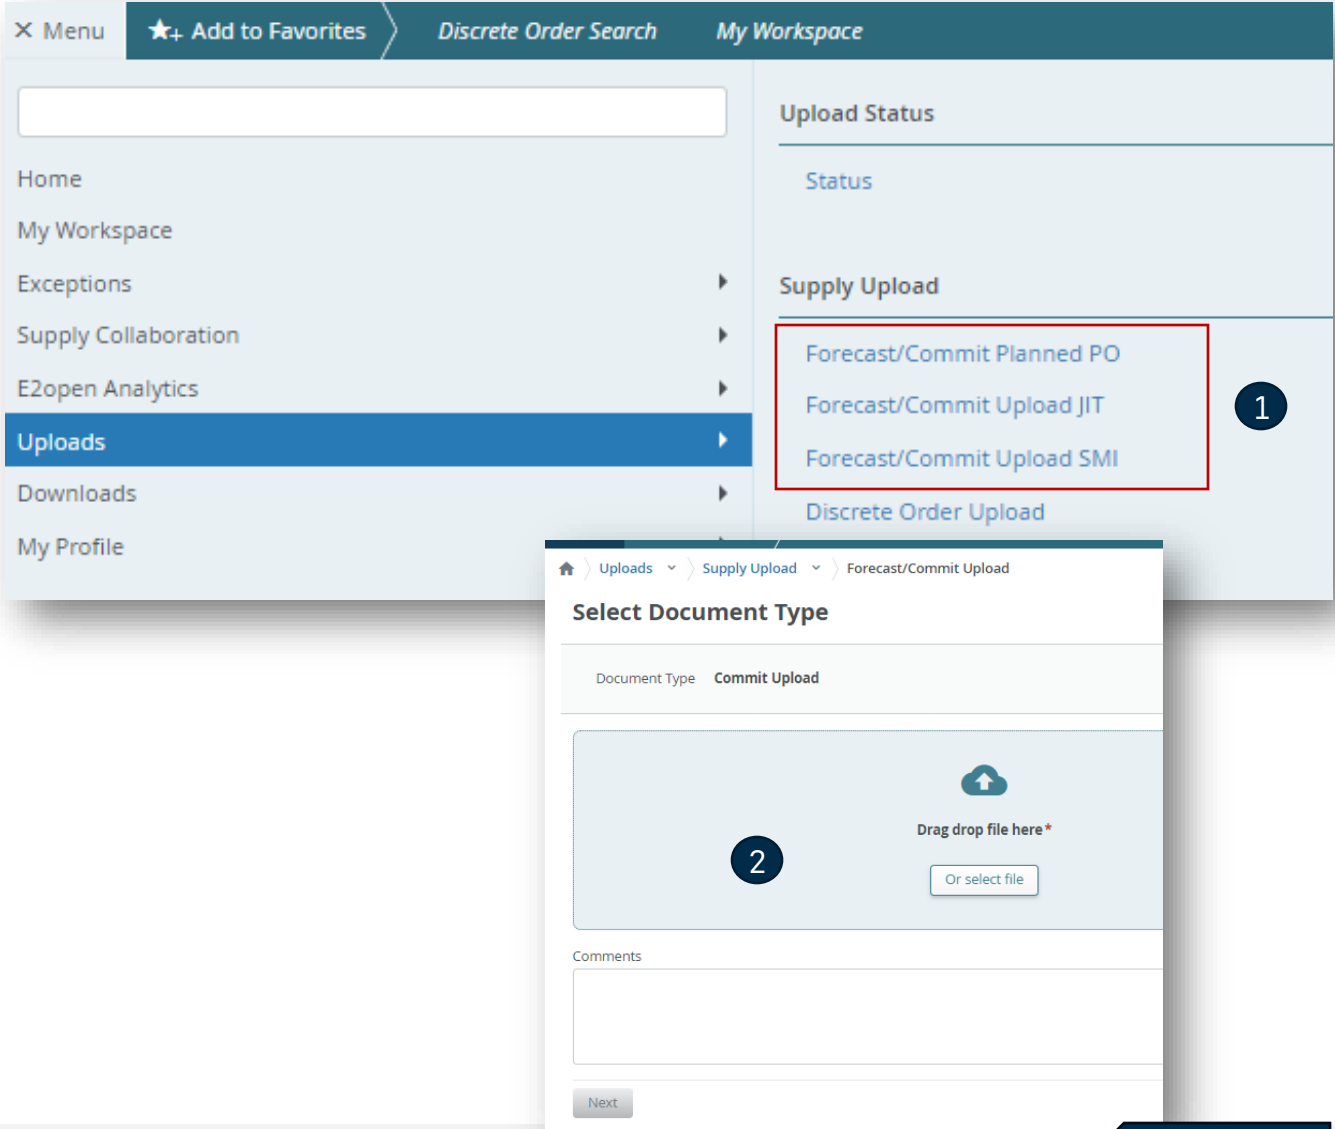 Menu
Add to Favorites
Discrete Order Search
My Workspace
Home
My Workspace
Exceptions
Supply Collaboration
E2open Analytics
Uploads
Downloads
My Profile
Upload Status
Status
Supply Upload
Forecast/Commit Planned PO
Forecast/Commit Upload JIT
Forecast/Commit Upload SMI
Discrete Order Upload
1
Uploads
Supply Upload
Forecast/Commit Upload
Select Document Type
Document Type Commit Upload
Drag drop file here*
2
Or select file
Comments
Next